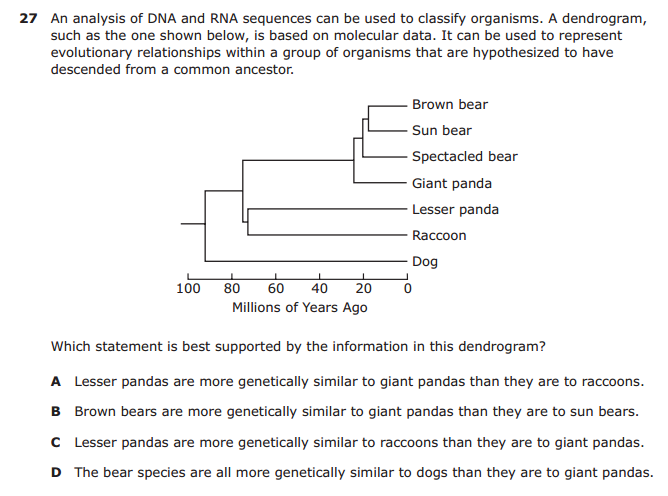 27 An analysis of DNA and RNA sequences can be used to classify organisms. A dendrogram,
such as the one shown below, is based on molecular data. It can be used to represent
evolutionary relationships within a group of organisms that are hypothesized to have
descended from a common ancestor.
Brown bear
Sun bear
Spectacled bear
Giant panda
Lesser panda
Raccoon
Dog
100 80 60 40 20 0
Millions of Years Ago
Which statement is best supported by the information in this dendrogram?
A Lesser pandas are more genetically similar to giant pandas than they are to raccoons.
B Brown bears are more genetically similar to giant pandas than they are to sun bears.
C Lesser pandas are more genetically similar to raccoons than they are to giant pandas.
D The bear species are all more genetically similar to dogs than they are to giant pandas.